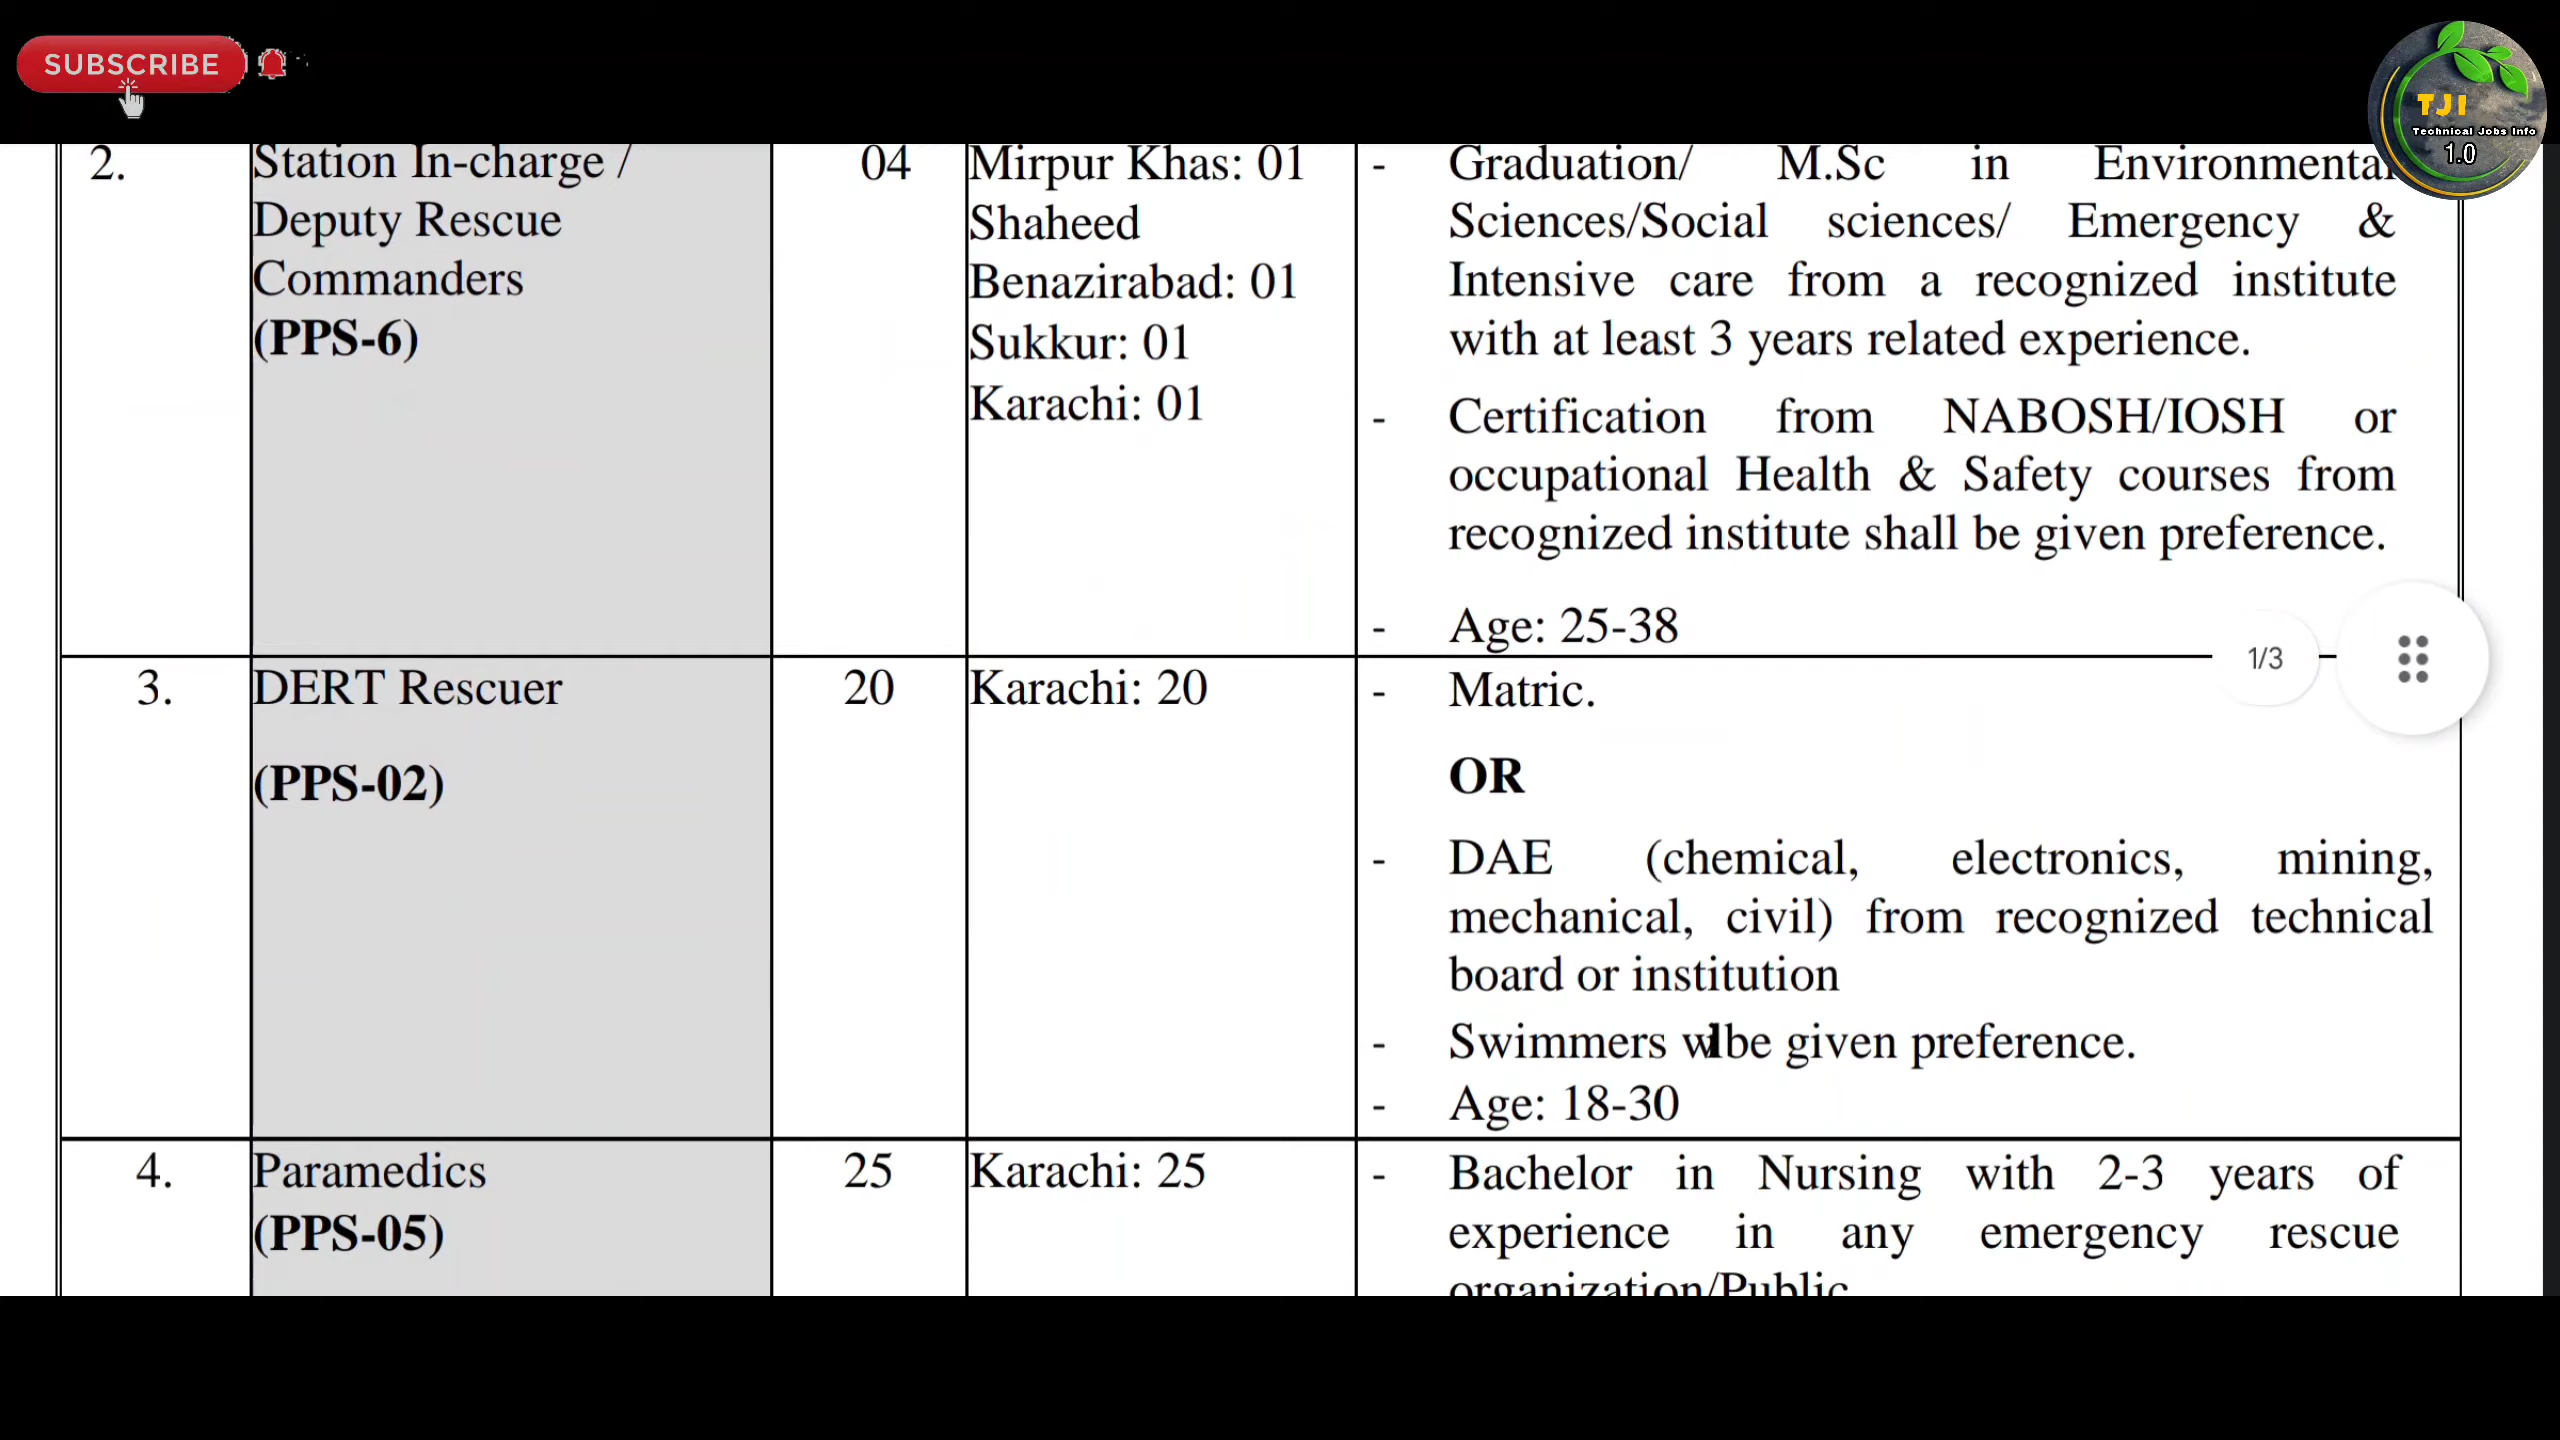 SUBSCRIBE
TJI
Technical Jobs Info
1.0
2.
Station In-charge /
Deputy Rescue
Commanders
(PPS-6)
04
Mirpur Khas: 01
Shaheed
Benazirabad: 01
Sukkur: 01
Karachi: 01
- Graduation/ M.Sc in Environmental
Sciences/Social sciences/ Emergency &
Intensive care from a recognized institute
with at least 3 years related experience.
- Certification from NABOSH/IOSH or
occupational Health & Safety courses from
recognized institute shall be given preference.
- Age: 25-38
1/3
3.
DERT Rescuer
(PPS-02)
20
Karachi: 20
- Matric.
OR
- DAE (chemical, electronics, mining,
mechanical, civil) from recognized technical
board or institution
- Swimmers be given preference.
- Age: 18-30
4.
Paramedics
(PPS-05)
25
Karachi: 25
- Bachelor in Nursing with 2-3 years of
experience in any emergency rescue
organization/Public